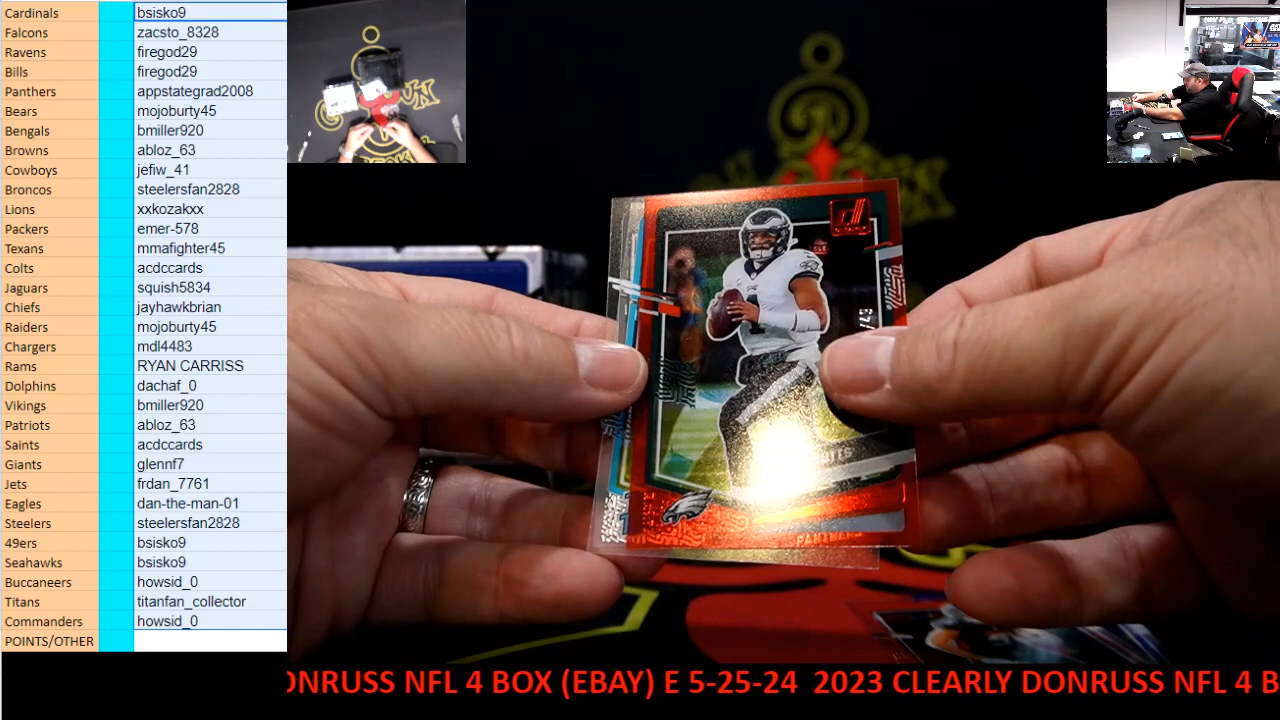 Cardinals bsisko9
Falcons zacsto_8328
Ravens firegod29
Bills firegod29
Panthers appstategrad2008
Bears mojoburty45
Bengals bmiller920
Browns abloz_63
Cowboys jefiw_41
Broncos steelersfan2828
Lions xxkozakxx
Packers emer-578
Texans mmafighter45
Colts acdccards
Jaguars squish5834
Chiefs jayhawkbrian
Raiders mojoburty45
Chargers mdl4483
Rams RYAN CARRISS
Dolphins dachaf_0
Vikings bmiller920
Patriots abloz_63
Saints acdccards
Giants glennf7
Jets frdan_7761
Eagles dan-the-man-01
Steelers steelersfan2828
49ers bsisko9
Seahawks bsisko9
Buccaneers howsid_0
Titans titanfan_collector
Commanders howsid_0
POINTS/OTHER
ONRUSS NFL 4 BOX (EBAY) E 5-25-24 2023 CLEARLY DONRUSS NFL 4 B